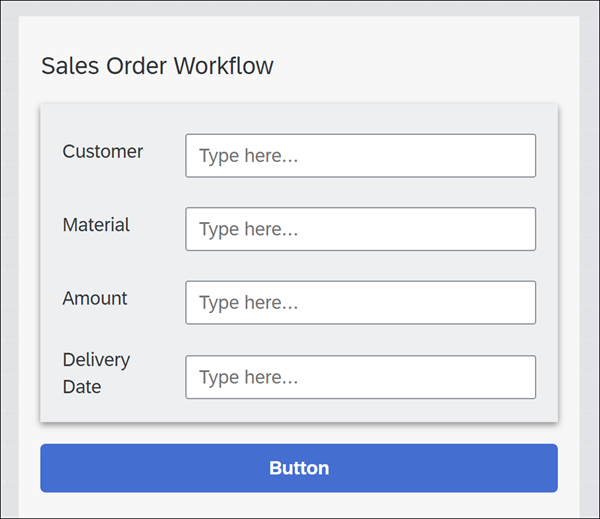 Sales Order Workflow
Customer
Type here...
Material
Type here...
Amount
Type here...
Delivery
Date
Type here...
Button